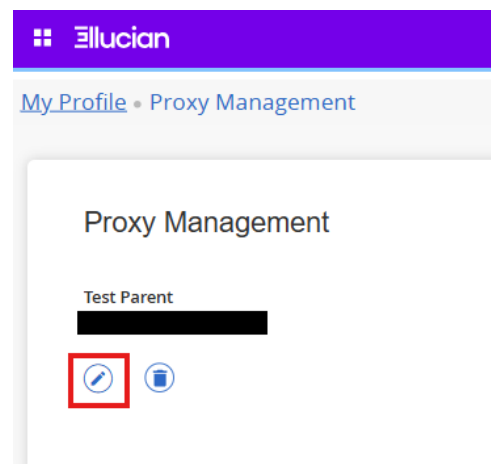 Ellucian
My Profile • Proxy Management
Proxy Management
Test Parent